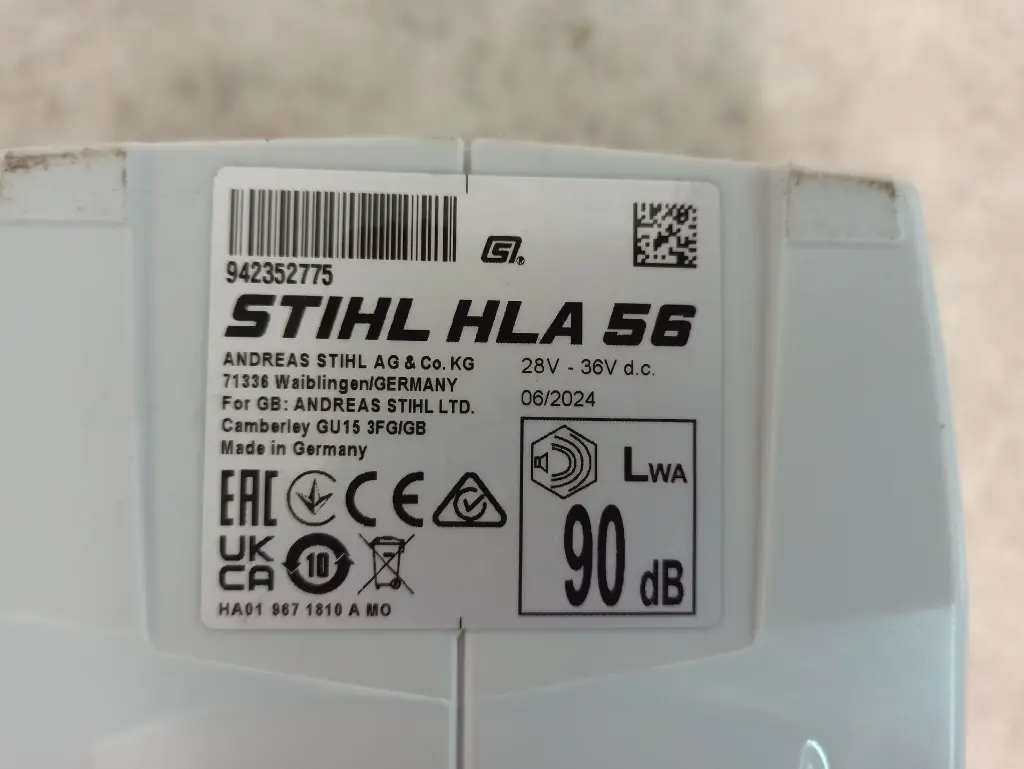 942352775
STIHL HLA 56
ANDREAS STIHL AG & Co. KG
71336 Waiblingen/GERMANY
For GB: ANDREAS STIHL LTD.
Camberley GU15 3FG/GB
Made in Germany
28V - 36V d.c.
06/2024
EAC CE
UK
CA
10
HA01 967 1810 A MO
LWA
90 dB